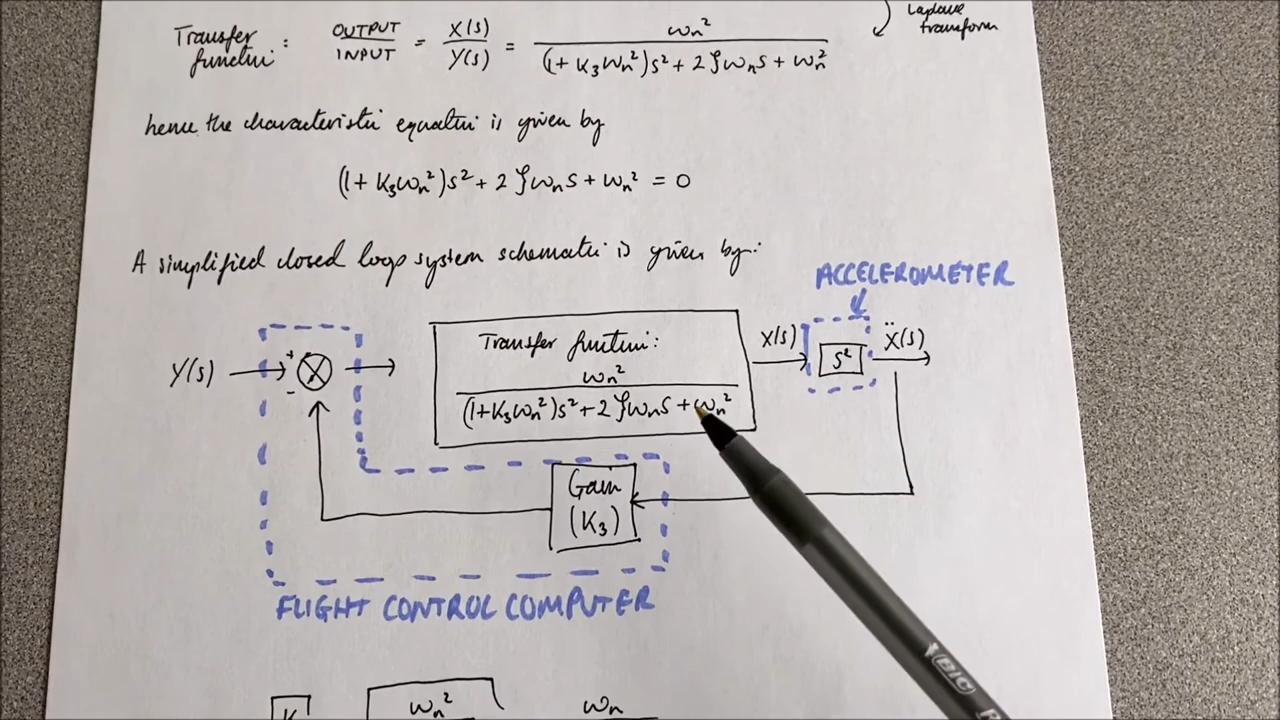 Transfer function: OUTPUT/INPUT = X(s)/Y(s) = ωn²/((1+K₃ωn²)s²+2ζωns+ωn²)
Laplace transform
hence the characteristic equation is given by
(1+K₃ωn²)s²+2ζωns+ωn²=0
A simplified closed loop system schematic is given by:
ACCELEROMETER
Y(s) + - X
Transfer function:
ωn²/((1+K₃ωn²)s²+2ζωns+ωn²)
X(s) s² Ẍ(s)
Gain
(K₃)
FLIGHT CONTROL COMPUTER
ωn² ωn
BIC